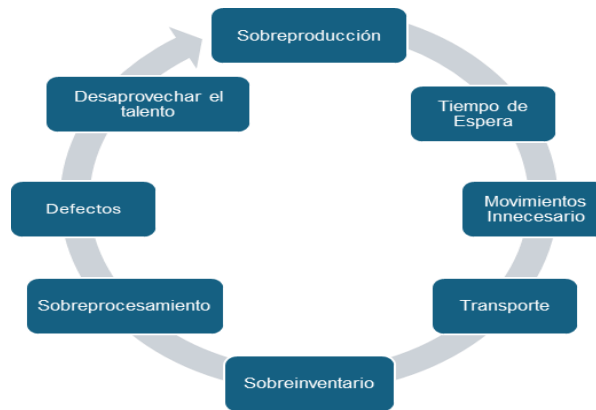 Sobreproducción
Tiempo de
Espera
Movimientos
Innecesario
Transporte
Sobreinventario
Sobreprocesamiento
Defectos
Desaprovechar el
talento